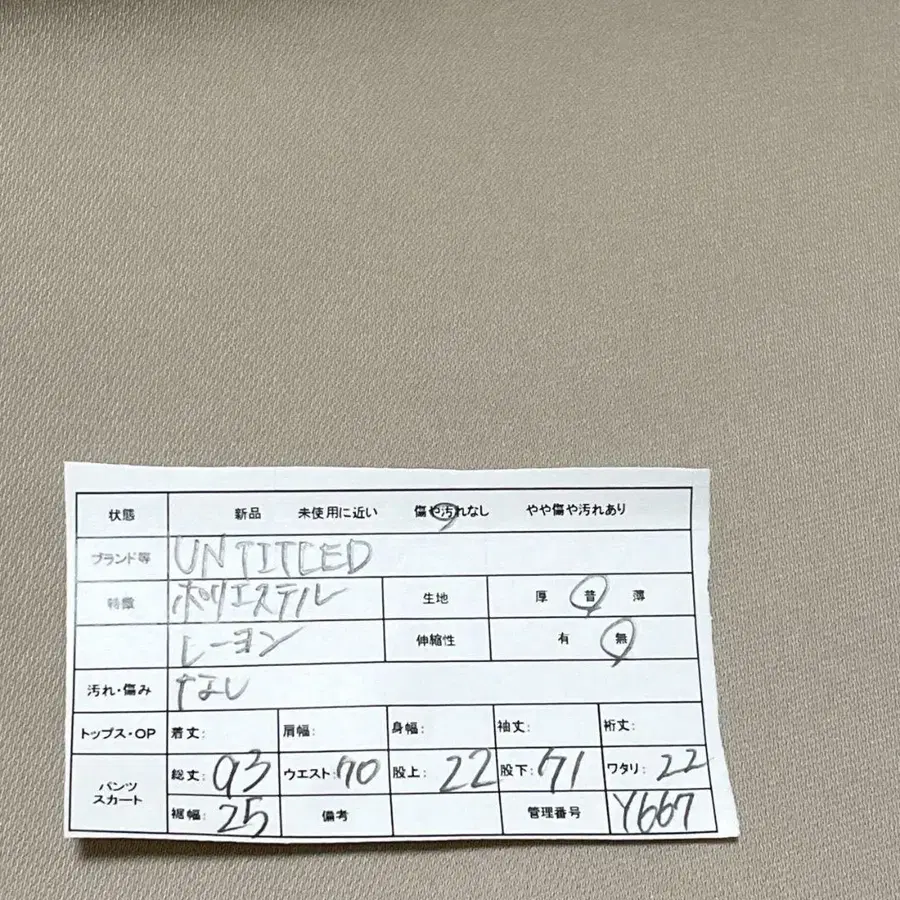 状態 新品 未使用に近い 傷や汚れなし やや傷や汚れあり
ブランド等 UNTITLED
特徴 ポリエステル 生地 厚 普 薄
レーヨン 伸縮性 有 無
汚れ・傷み なし
トップス・OP 着丈: 肩幅: 身幅: 袖丈: 裄丈:
パンツ スカート 総丈: 93 ウエスト: 70 股上: 22 股下: 71 ワタリ: 22
裾幅: 25 備考 管理番号 Y667